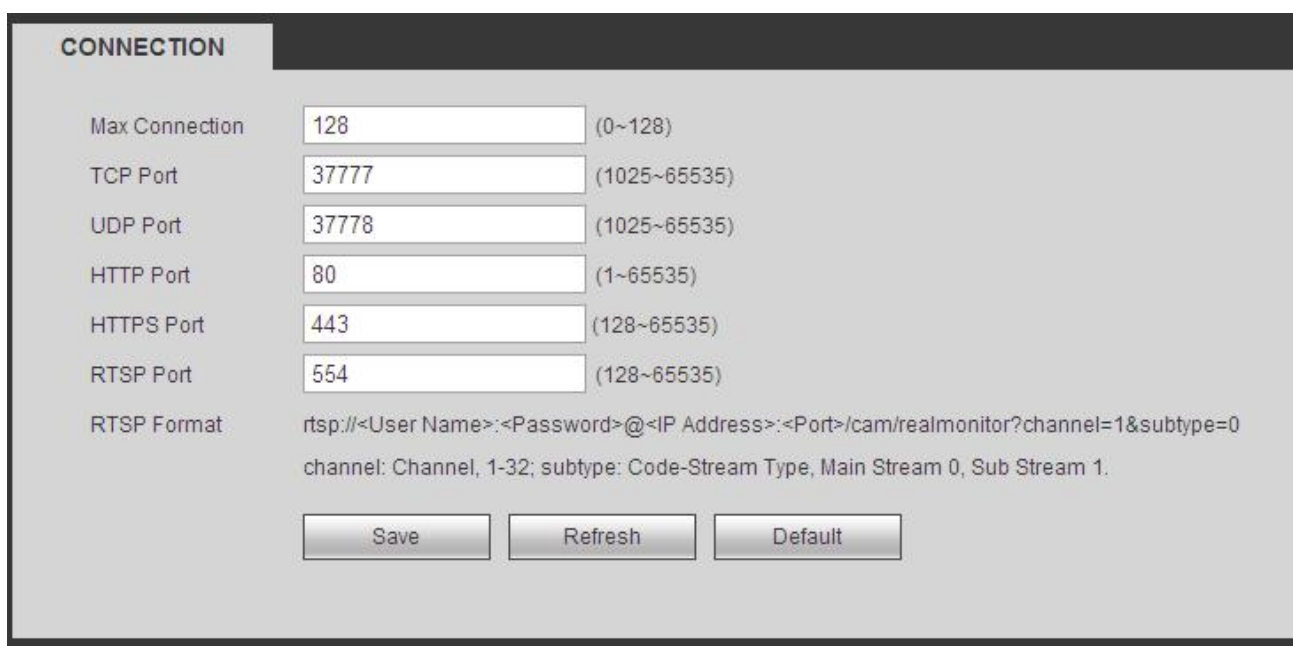 CONNECTION
Max Connection 128 (0~128)
TCP Port 37777 (1025~65535)
UDP Port 37778 (1025~65535)
HTTP Port 80 (1~65535)
HTTPS Port 443 (128~65535)
RTSP Port 554 (128~65535)
RTSP Format rtsp://<User Name>:<Password>@<IP Address>:<Port>/cam/realmonitor?channel=1&subtype=0
channel: Channel, 1-32; subtype: Code-Stream Type, Main Stream 0, Sub Stream 1.
Save Refresh Default